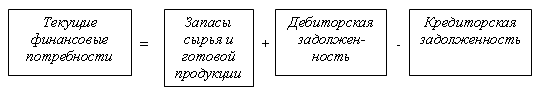 Текущие
финансовые
потребности
=
Запасы
сырья и
готовой
продукции
+
Дебиторская
задолжен-
ность
-
Кредиторская
задолженность